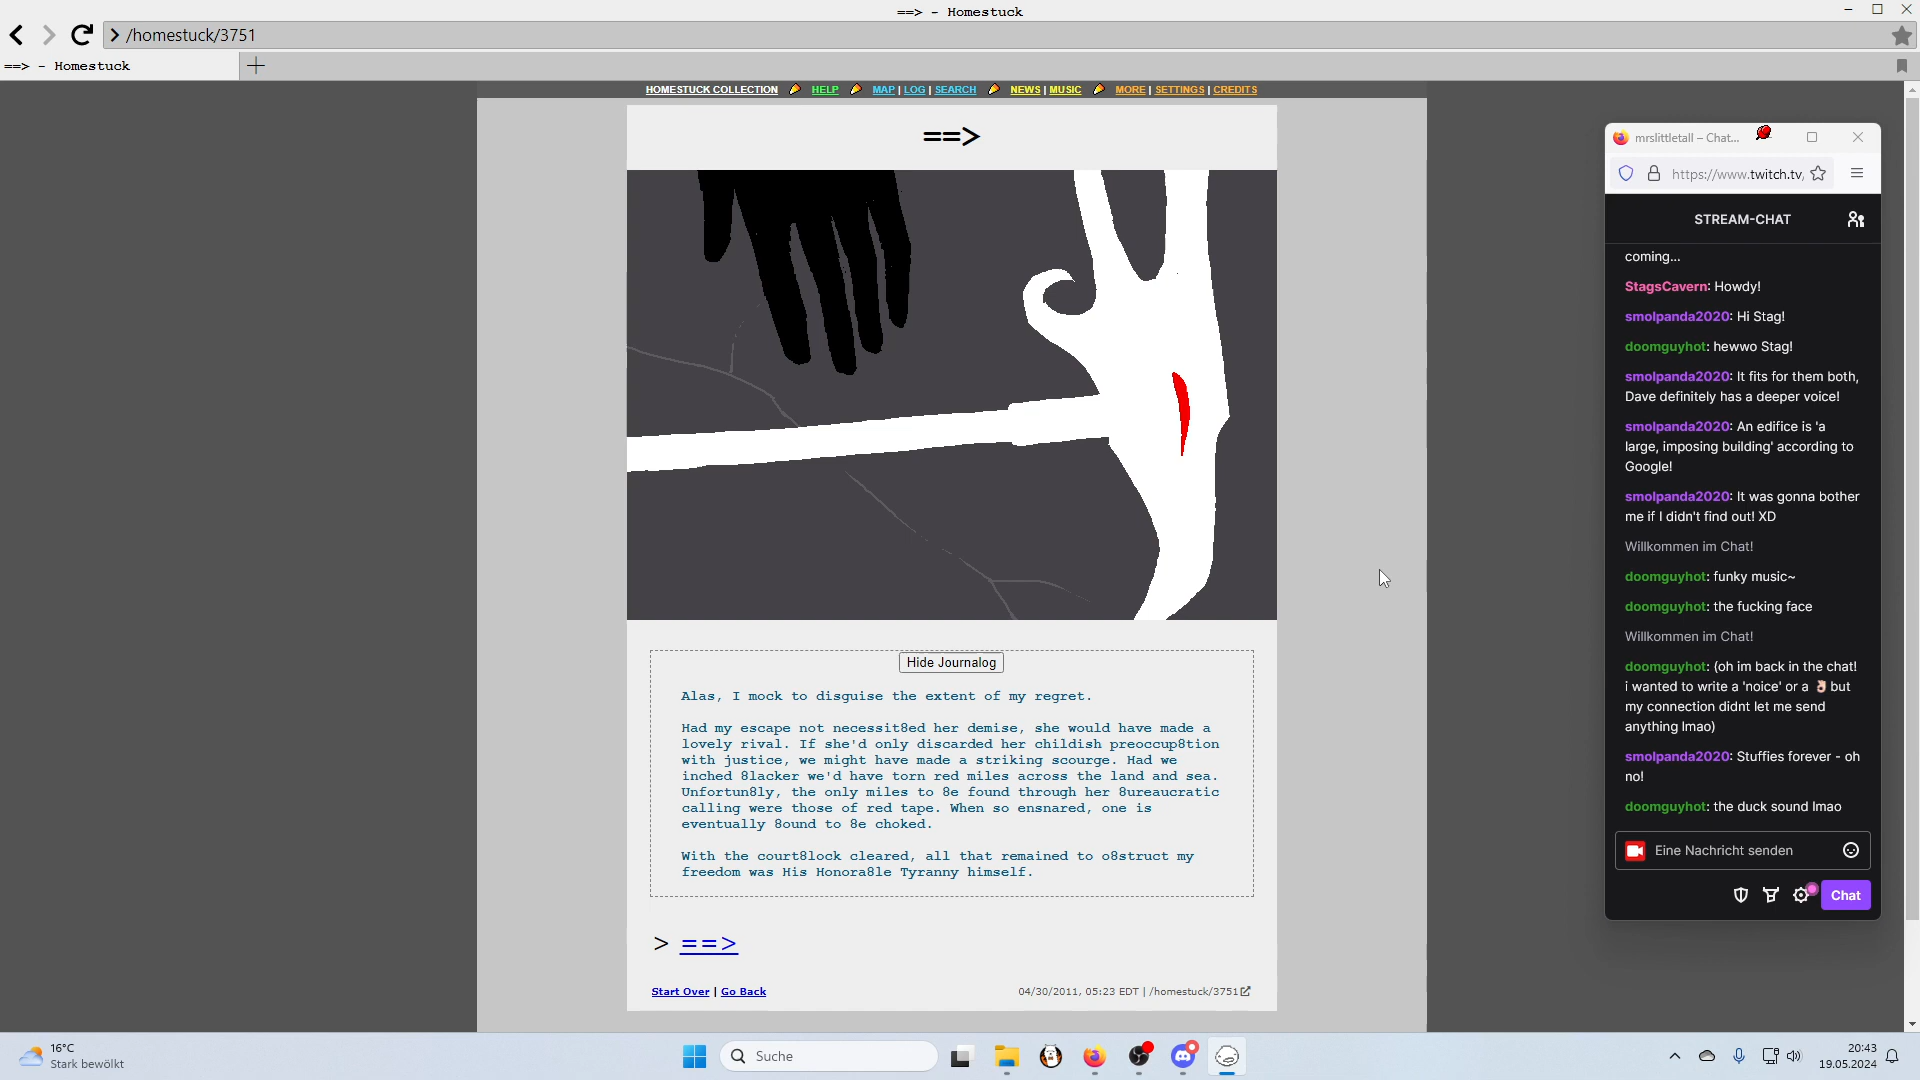 ==> - Homestuck
/homestuck/3751
==> - Homestuck
HOMESTUCK COLLECTION HELP MAP | LOG | SEARCH NEWS | MUSIC MORE | SETTINGS | CREDITS
==>
Hide Journalog
Alas, I mock to disguise the extent of my regret.
Had my escape not necessit8ed her demise, she would have made a
lovely rival. If she'd only discarded her childish preoccup8tion
with justice, we might have made a striking scourge. Had we
inched 8lacker we'd have torn red miles across the land and sea.
Unfortun8ly, the only miles to 8e found through her 8ureaucratic
calling were those of red tape. When so ensnared, one is
eventually 8ound to 8e choked.
With the court8lock cleared, all that remained to o8struct my
freedom was His Honora8le Tyranny himself.
> ==>
Start Over | Go Back
04/30/2011, 05:23 EDT | /homestuck/3751
mrslittletall – Chat...
https://www.twitch.tv/
STREAM-CHAT
coming...
StagsCavern: Howdy!
smolpanda2020: Hi Stag!
doomguyhot: hewwo Stag!
smolpanda2020: It fits for them both,
Dave definitely has a deeper voice!
smolpanda2020: An edifice is 'a
large, imposing building' according to
Google!
smolpanda2020: It was gonna bother
me if I didn't find out! XD
Willkommen im Chat!
doomguyhot: funky music~
doomguyhot: the fucking face
Willkommen im Chat!
doomguyhot: (oh im back in the chat!
i wanted to write a 'noice' or a 👌🏻 but
my connection didnt let me send
anything lmao)
smolpanda2020: Stuffies forever - oh
no!
doomguyhot: the duck sound lmao
Eine Nachricht senden
Chat
16°C
Stark bewölkt
Suche
20:43
19.05.2024